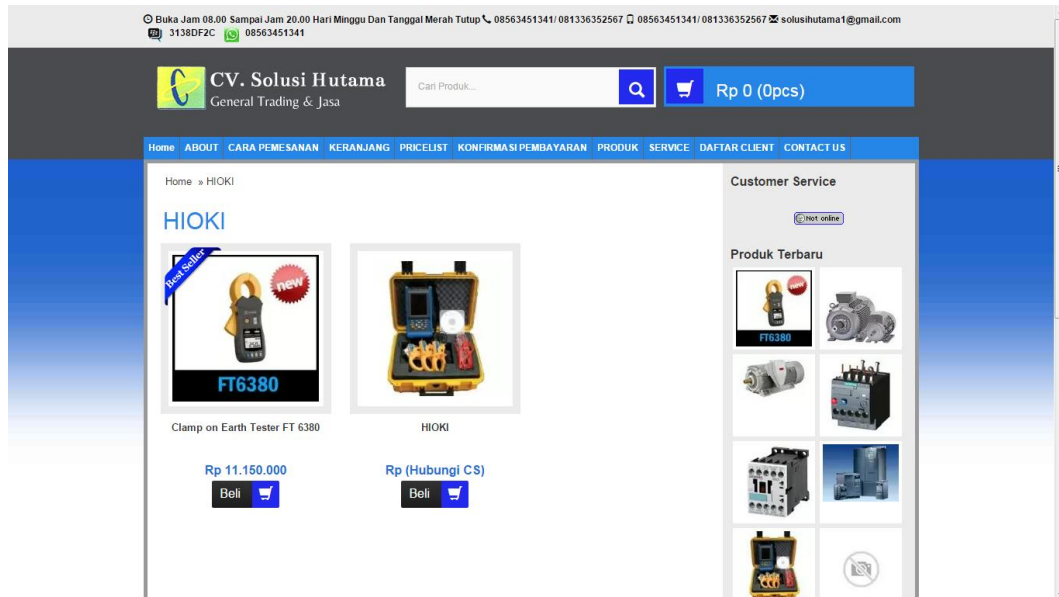 Buka Jam 08.00 Sampai Jam 20.00 Hari Minggu Dan Tanggal Merah Tutup 08563451341/ 081336352567 08563451341/ 081336352567 solusihutama1@gmail.com
3138DF2C 08563451341
CV. Solusi Hutama
General Trading & Jasa
Cari Produk...
Rp 0 (0pcs)
Home ABOUT CARA PEMESANAN KERANJANG PRICELIST KONFIRMASI PEMBAYARAN PRODUK SERVICE DAFTAR CLIENT CONTACT US
Home » HIOKI
HIOKI
Best Seller
new
FT6380
Clamp on Earth Tester FT 6380
Rp 11.150.000
Beli
HIOKI
Rp (Hubungi CS)
Beli
Customer Service
Not online
Produk Terbaru
new
FT6380